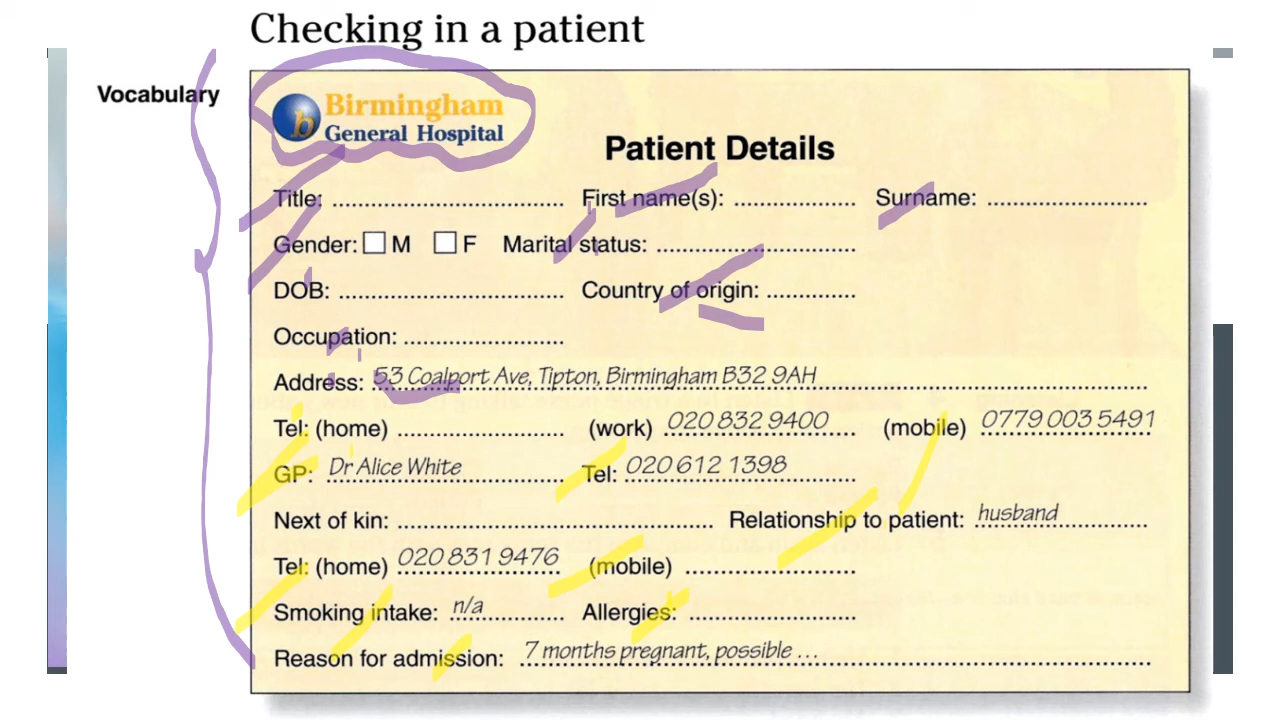 Checking in a patient
Vocabulary
b Birmingham
General Hospital
Patient Details
Title: First name(s): Surname:
Gender: M F Marital status:
DOB: Country of origin:
Occupation:
Address: 53 Coalport Ave, Tipton, Birmingham B32 9AH
Tel: (home) (work) 020 832 9400 (mobile) 0779 003 5491
GP: Dr Alice White Tel: 020 612 1398
Next of kin: Relationship to patient: husband
Tel: (home) 020 831 9476 (mobile)
Smoking intake: n/a Allergies:
Reason for admission: 7 months pregnant, possible ...